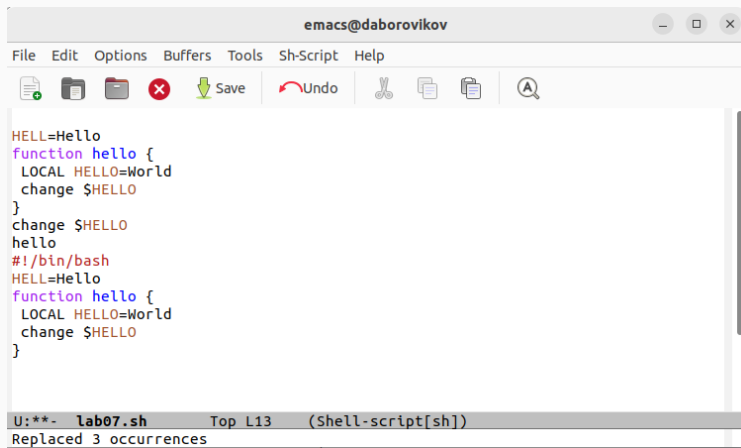 emacs@daborovikov
File Edit Options Buffers Tools Sh-Script Help
Save Undo
HELL=Hello
function hello {
 LOCAL HELLO=World
 change $HELLO
}
change $HELLO
hello
#!/bin/bash
HELL=Hello
function hello {
 LOCAL HELLO=World
 change $HELLO
}
U:**-  lab07.sh       Top L13    (Shell-script[sh])
Replaced 3 occurrences